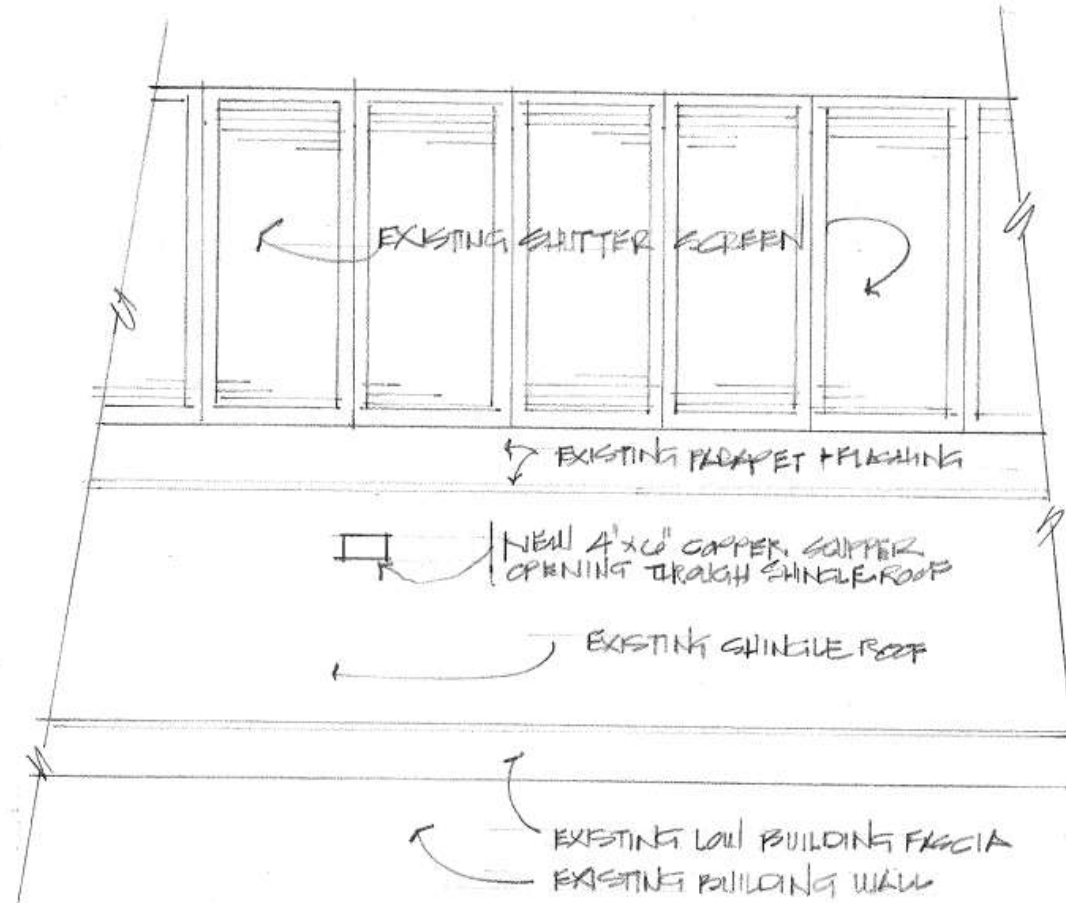 EXISTING SHUTTER SCREEN
EXISTING PARAPET + FLASHING
NEW 4"x6" COPPER SCUPPER
OPENING THROUGH SHINGLE ROOF
EXISTING SHINGLE ROOF
EXISTING LOW BUILDING FASCIA
EXISTING BUILDING WALL